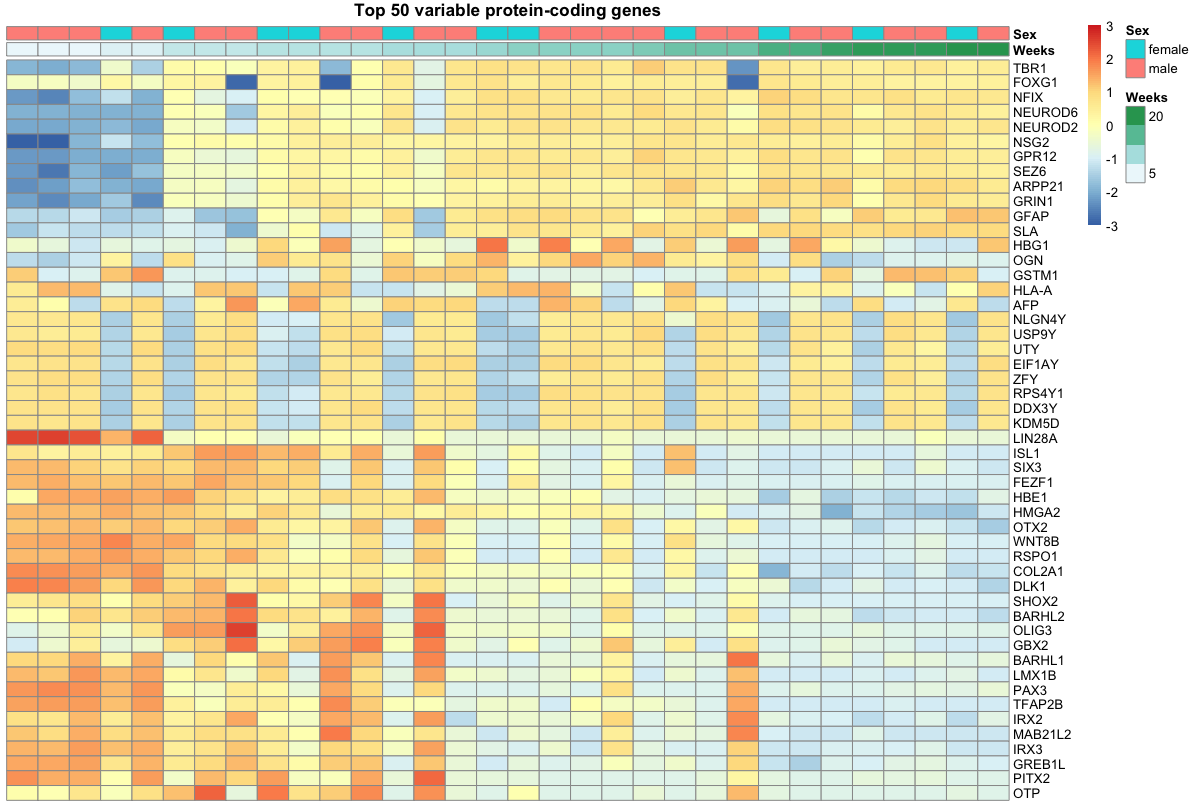 Top 50 variable protein-coding genes
Sex
Weeks
TBR1
FOXG1
NFIX
NEUROD6
NEUROD2
NSG2
GPR12
SEZ6
ARPP21
GRIN1
GFAP
SLA
HBG1
OGN
GSTM1
HLA-A
AFP
NLGN4Y
USP9Y
UTY
EIF1AY
ZFY
RPS4Y1
DDX3Y
KDM5D
LIN28A
ISL1
SIX3
FEZF1
HBE1
HMGA2
OTX2
WNT8B
RSPO1
COL2A1
DLK1
SHOX2
BARHL2
OLIG3
GBX2
BARHL1
LMX1B
PAX3
TFAP2B
IRX2
MAB21L2
IRX3
GREB1L
PITX2
OTP
3
2
1
0
-1
-2
-3
Sex
female
male
Weeks
20
5